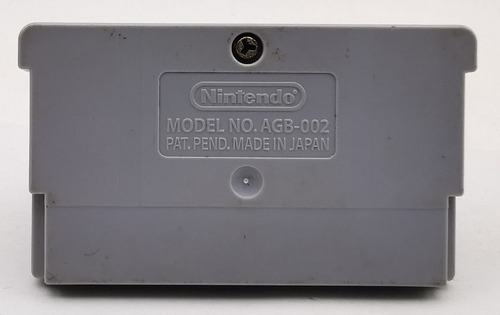 Nintendo
MODEL NO. AGB-002
PAT. PEND. MADE IN JAPAN